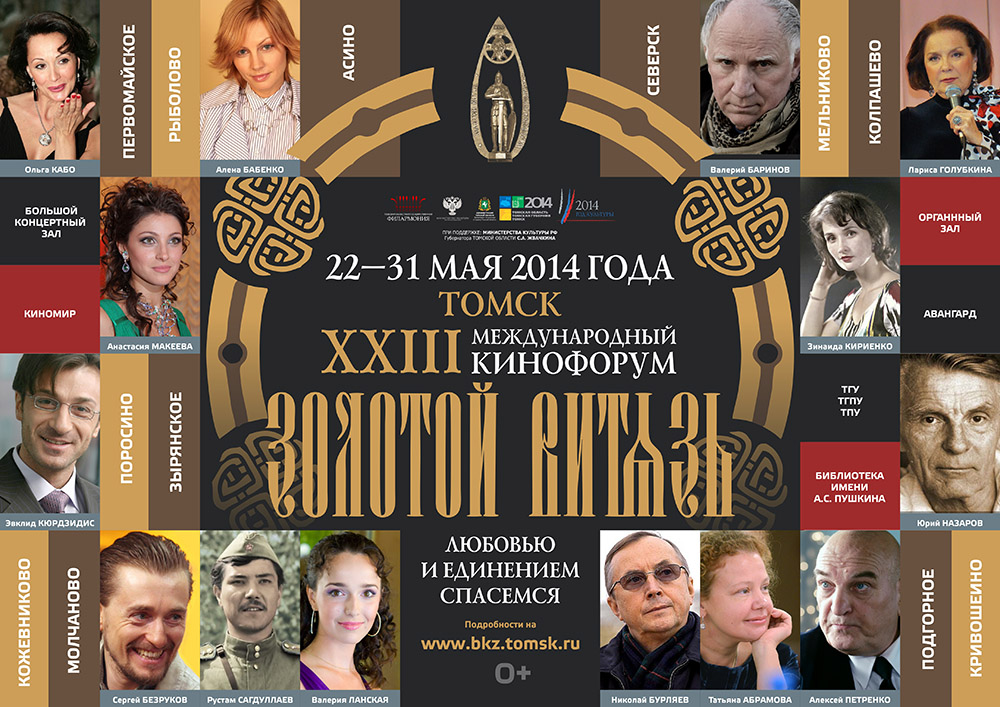 ПЕРВОМАЙСКОЕ
РЫБОЛОВО
АСИНО
СЕВЕРСК
МЕЛЬНИКОВО
КОЛПАШЕВО
Ольга КАБО
Алена БАБЕНКО
Валерий БАРИНОВ
Лариса ГОЛУБКИНА
БОЛЬШОЙ
КОНЦЕРТНЫЙ
ЗАЛ
КИНОМИР
Анастасия МАКЕЕВА
ФИЛАРМОНИЯ
2014
2014
ГОД КУЛЬТУРЫ
ПРИ ПОДДЕРЖКЕ: МИНИСТЕРСТВА КУЛЬТУРЫ РФ
Губернатора ТОМСКОЙ ОБЛАСТИ С.А. ЖВАЧКИНА
22—31 МАЯ 2014 ГОДА
ТОМСК
XXIII МЕЖДУНАРОДНЫЙ
КИНОФОРУМ
ЗОЛОТОЙ ВИТѦЗЬ
Зинаида КИРИЕНКО
ОРГАННЫЙ
ЗАЛ
АВАНГАРД
ПОРОСИНО
ЗЫРЯНСКОЕ
Эвклид КЮРДЗИДИС
ТГУ
ТГПУ
ТПУ
БИБЛИОТЕКА
ИМЕНИ
А.С. ПУШКИНА
Юрий НАЗАРОВ
КОЖЕВНИКОВО
МОЛЧАНОВО
Сергей БЕЗРУКОВ
Рустам САГДУЛЛАЕВ
Валерия ЛАНСКАЯ
ЛЮБОВЬЮ
И ЕДИНЕНИЕМ
СПАСЕМСЯ
Подробности на
www.bkz.tomsk.ru
0+
Николай БУРЛЯЕВ
Татьяна АБРАМОВА
Алексей ПЕТРЕНКО
ПОДГОРНОЕ
КРИВОШЕИНО